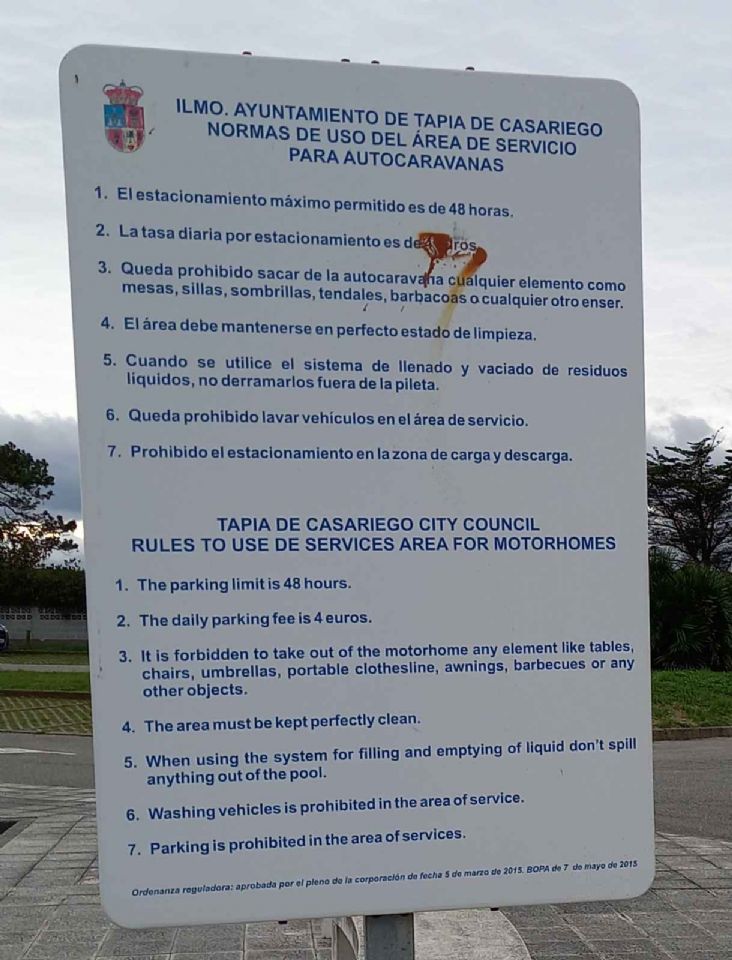 ILMO. AYUNTAMIENTO DE TAPIA DE CASARIEGO
NORMAS DE USO DEL ÁREA DE SERVICIO
PARA AUTOCARAVANAS
1. El estacionamiento máximo permitido es de 48 horas.
2. La tasa diaria por estacionamiento es de
3. Queda prohibido sacar de la autocaravana cualquier elemento como
mesas, sillas, sombrillas, tendales, barbacoas o cualquier otro enser.
4. El área debe mantenerse en perfecto estado de limpieza.
5. Cuando se utilice el sistema de llenado y vaciado de residuos
líquidos, no derramarlos fuera de la pileta.
6. Queda prohibido lavar vehículos en el área de servicio.
7. Prohibido el estacionamiento en la zona de carga y descarga.
TAPIA DE CASARIEGO CITY COUNCIL
RULES TO USE DE SERVICES AREA FOR MOTORHOMES
1. The parking limit is 48 hours.
2. The daily parking fee is 4 euros.
3. It is forbidden to take out of the motorhome any element like tables,
chairs, umbrellas, portable clothesline, awnings, barbecues or any
other objects.
4. The area must be kept perfectly clean.
5. When using the system for filling and emptying of liquid don't spill
anything out of the pool.
6. Washing vehicles is prohibited in the area of service.
7. Parking is prohibited in the area of services.
Ordenanza reguladora: aprobada por el pleno de la corporación de fecha 5 de marzo de 2015. BOPA de 7 de mayo de 2015